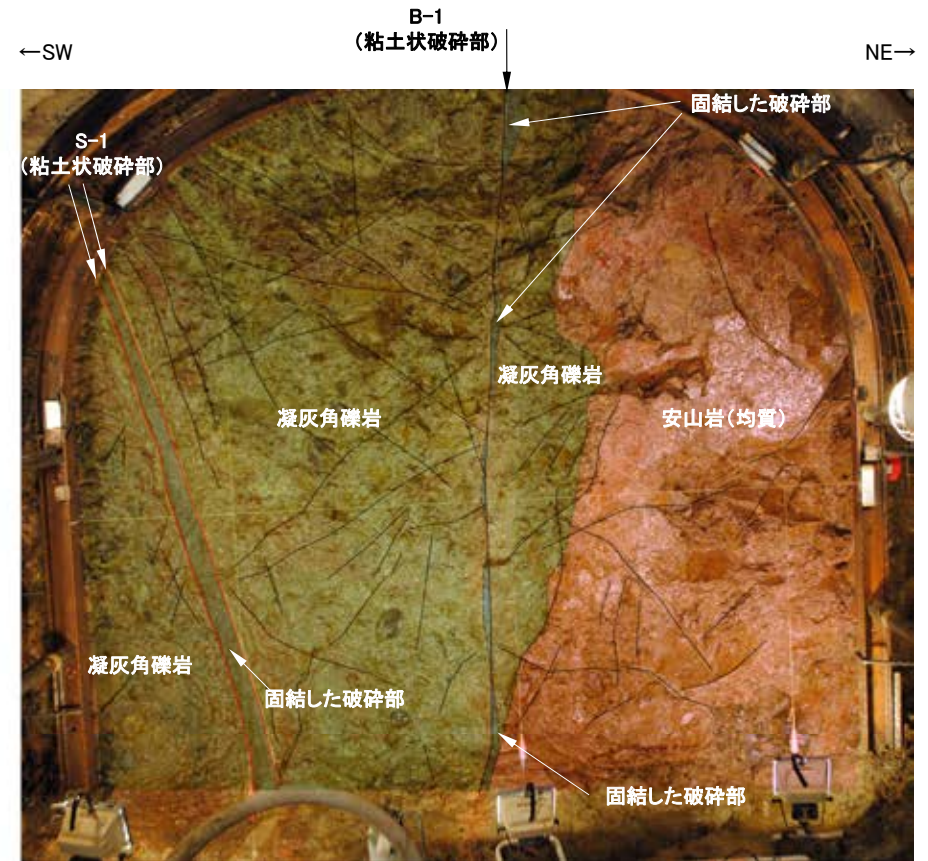 B-1
(粘土状破砕部)
←SW
NE→
固結した破砕部
S-1
(粘土状破砕部)
凝灰角礫岩
凝灰角礫岩
安山岩(均質)
凝灰角礫岩
固結した破砕部
固結した破砕部